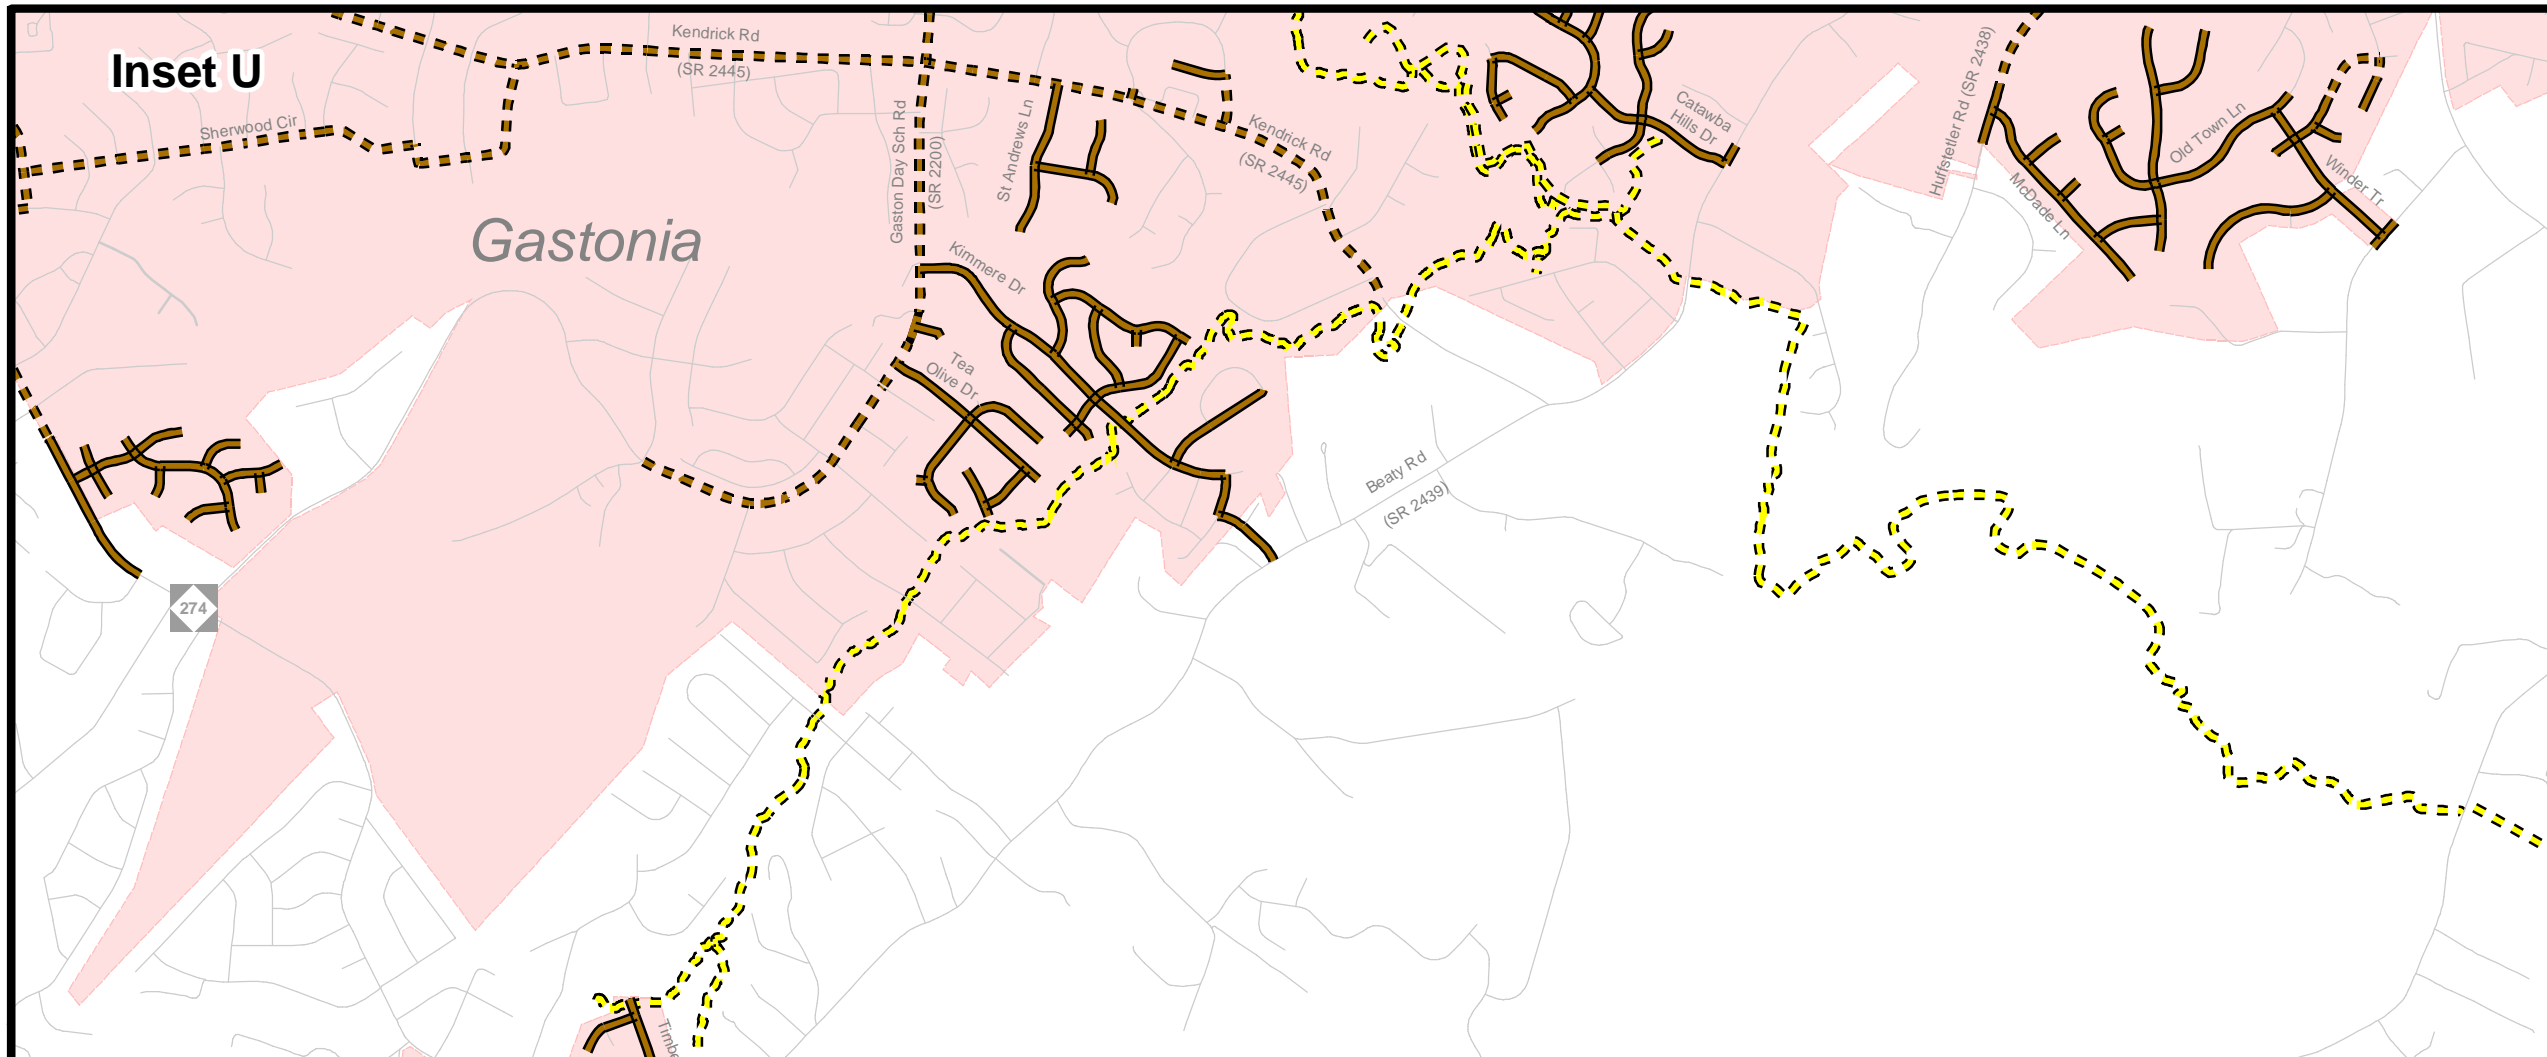 Inset U
Kendrick Rd
(SR 2445)
Sherwood Cir
Gaston Day Sch Rd
(SR 2200)
St Andrews Ln
Kendrick Rd
(SR 2445)
Catawba
Hills Dr
Huffstetler Rd (SR 2438)
McDade Ln
Old Town Ln
Winder Tr
Gastonia
Kimmere Dr
Tea
Olive Dr
Beaty Rd
(SR 2439)
274
Timbe